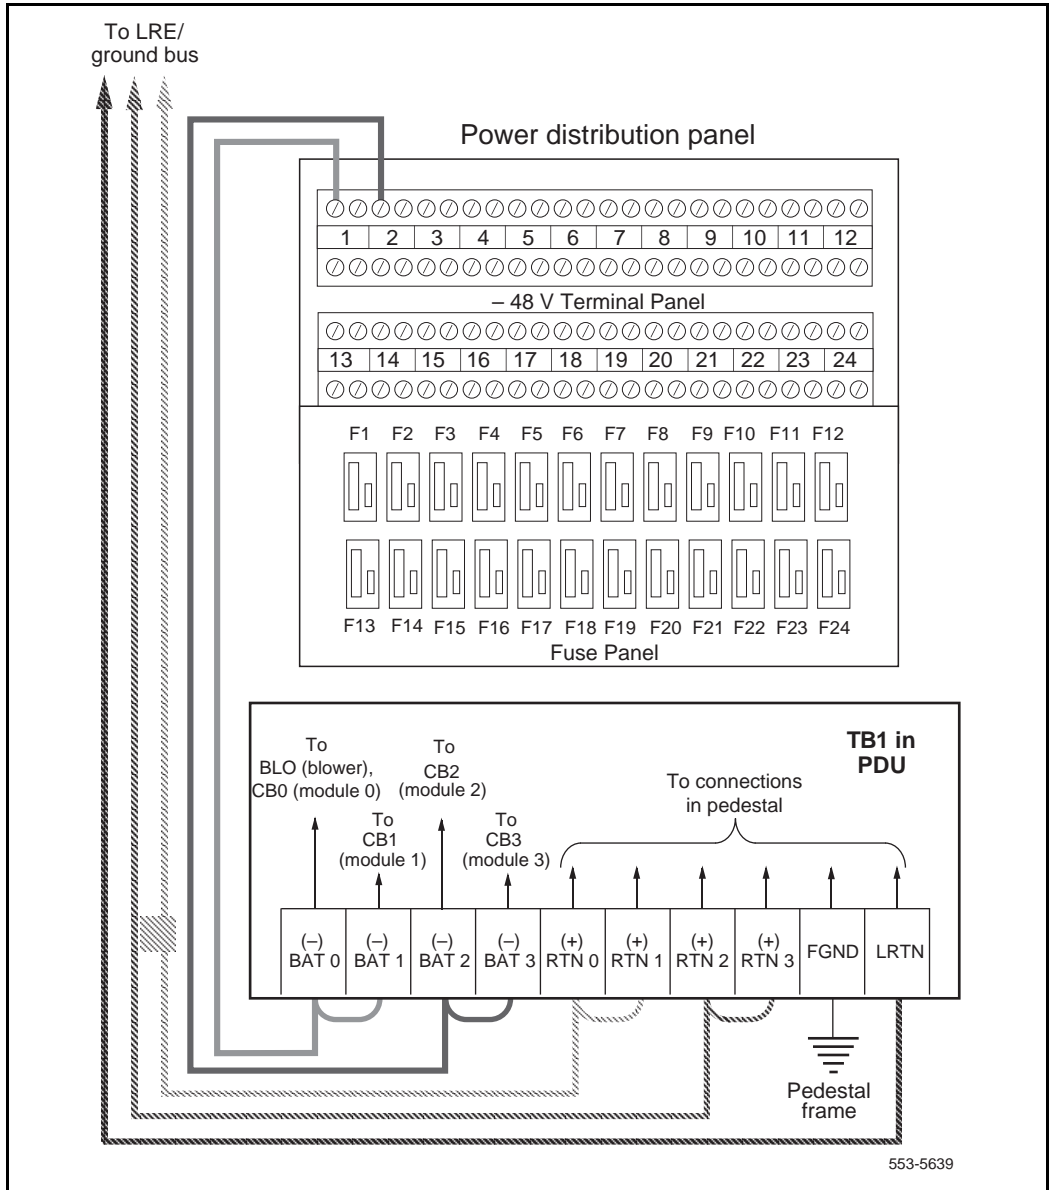 To LRE/
ground bus
Power distribution panel
1 2 3 4 5 6 7 8 9 10 11 12
– 48 V Terminal Panel
13 14 15 16 17 18 19 20 21 22 23 24
F1 F2 F3 F4 F5 F6 F7 F8 F9 F10 F11 F12
F13 F14 F15 F16 F17 F18 F19 F20 F21 F22 F23 F24
Fuse Panel
TB1 in
PDU
To
BLO (blower),
CB0 (module 0)
To
CB1
(module 1)
To
CB2
(module 2)
To
CB3
(module 3)
To connections
in pedestal
(–) (–) (–) (–) (+) (+) (+) (+)
BAT 0 BAT 1 BAT 2 BAT 3 RTN 0 RTN 1 RTN 2 RTN 3 FGND LRTN
Pedestal
frame
553-5639